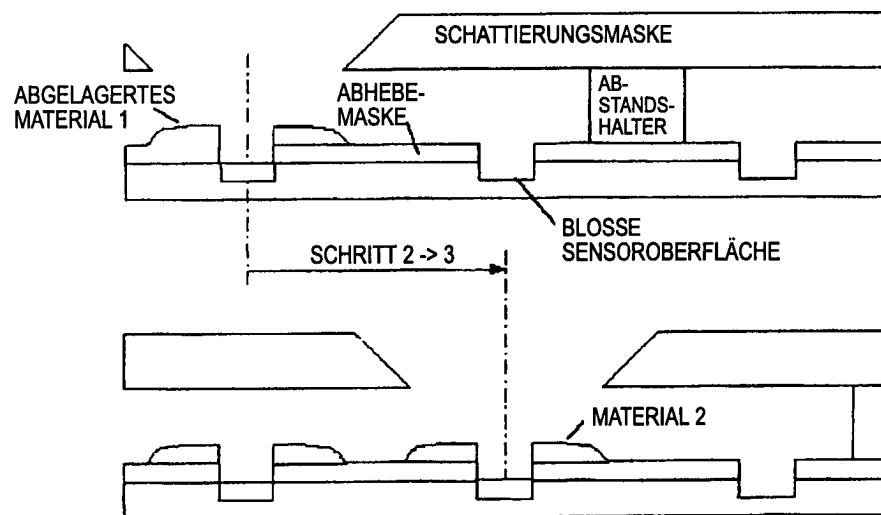 SCHATTIERUNGSMASKE
ABGELAGERTES
MATERIAL 1
ABHEBE-
MASKE
AB-
STANDS-
HALTER
BLOSSE
SENSOROBERFLÄCHE
SCHRITT 2 -> 3
MATERIAL 2